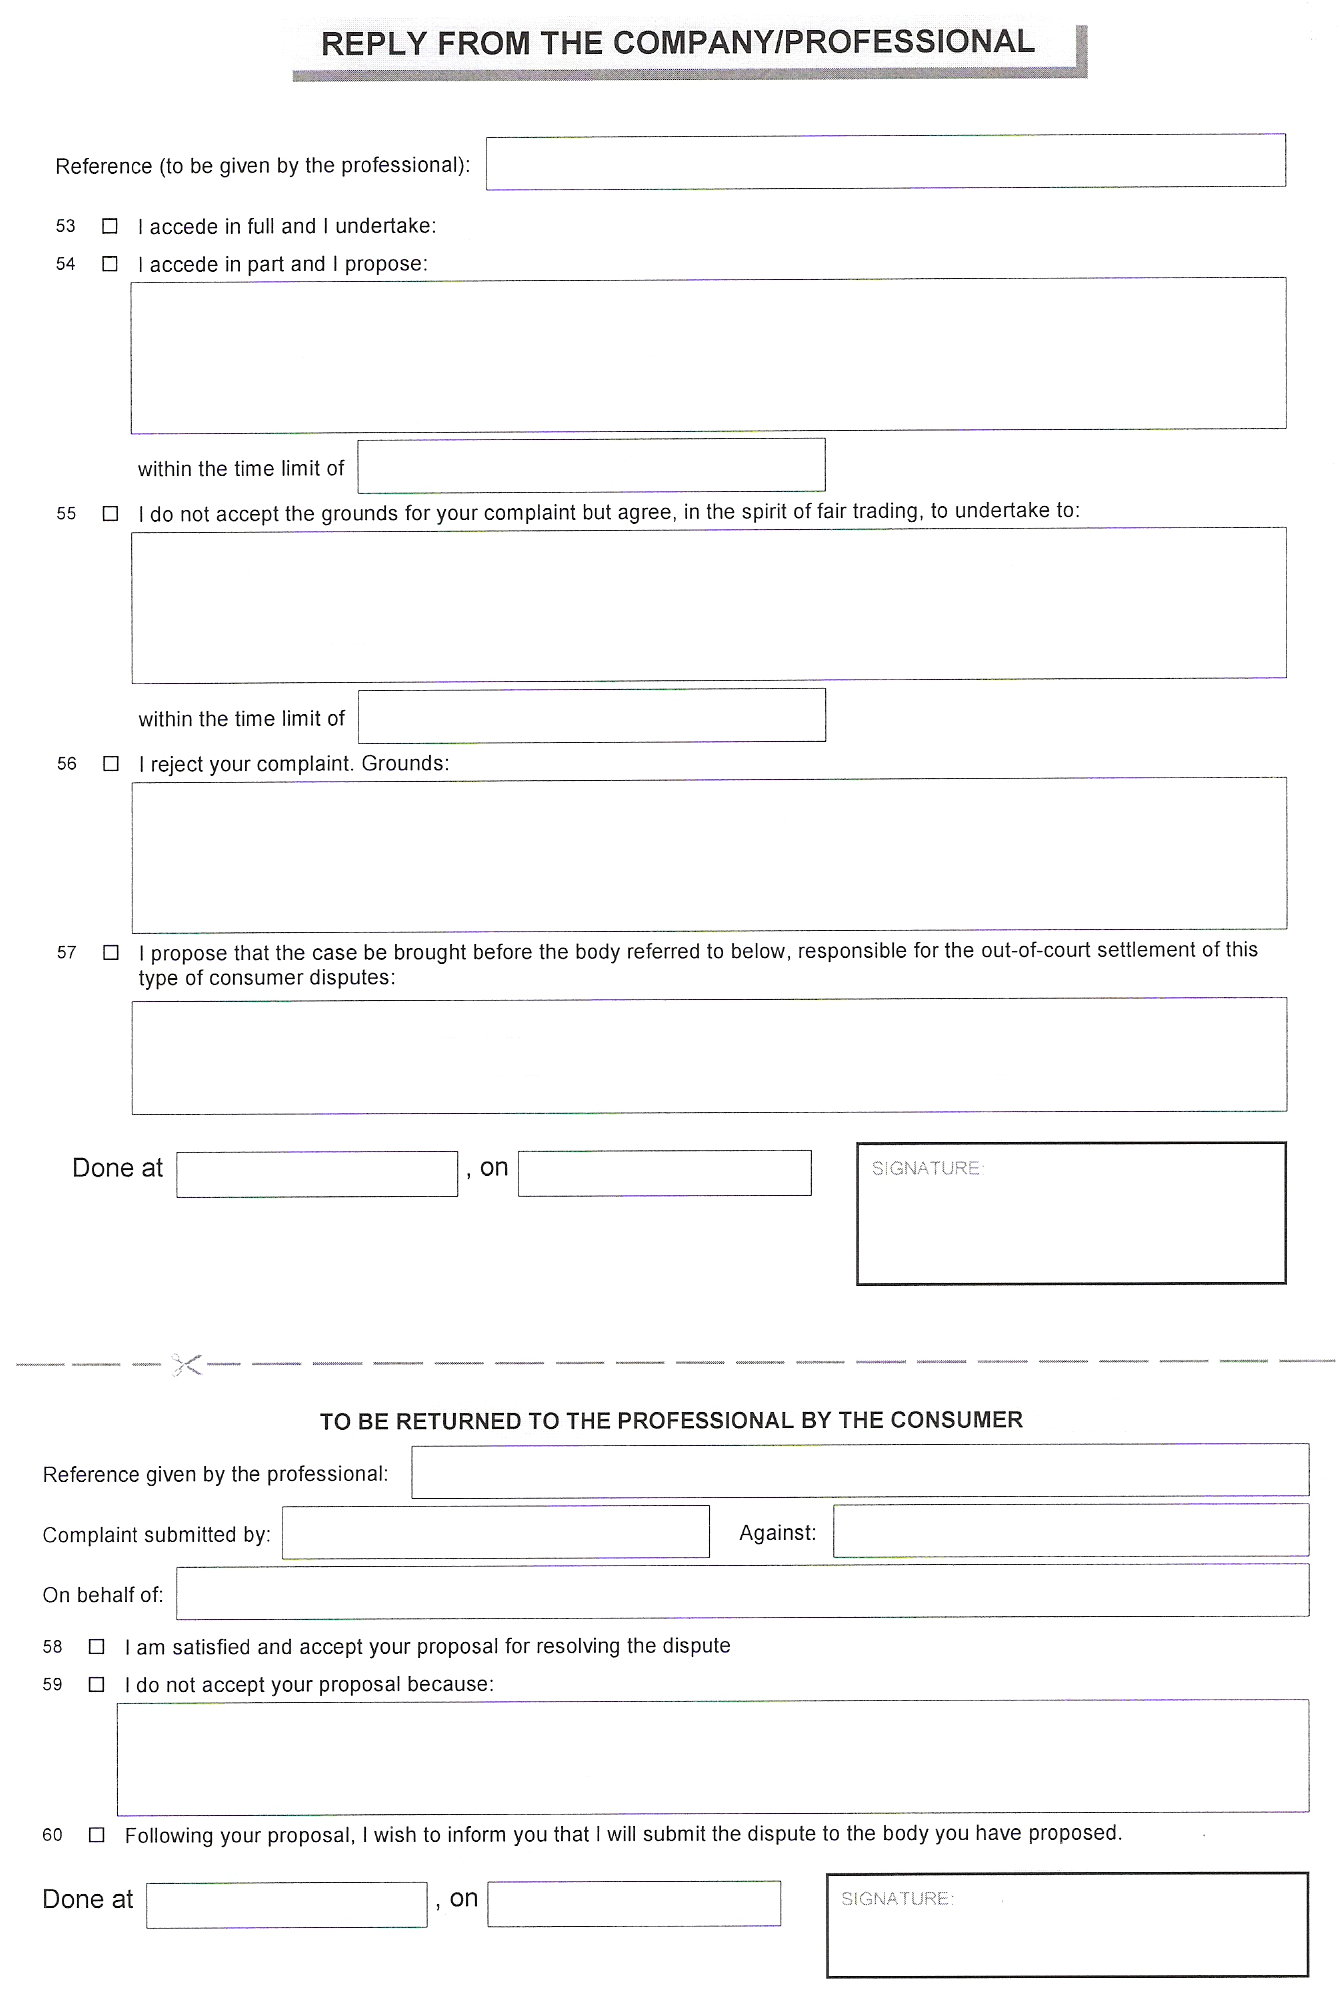 REPLY FROM THE COMPANY/PROFESSIONAL
Reference (to be given by the professional):
53 I accede in full and I undertake:
54 I accede in part and I propose:
within the time limit of
55 I do not accept the grounds for your complaint but agree, in the spirit of fair trading, to undertake to:
within the time limit of
56 I reject your complaint. Grounds:
57 I propose that the case be brought before the body referred to below, responsible for the out-of-court settlement of this
type of consumer disputes:
Done at , on SIGNATURE:
TO BE RETURNED TO THE PROFESSIONAL BY THE CONSUMER
Reference given by the professional:
Complaint submitted by: Against:
On behalf of:
58 I am satisfied and accept your proposal for resolving the dispute
59 I do not accept your proposal because:
60 Following your proposal, I wish to inform you that I will submit the dispute to the body you have proposed.
Done at , on SIGNATURE: